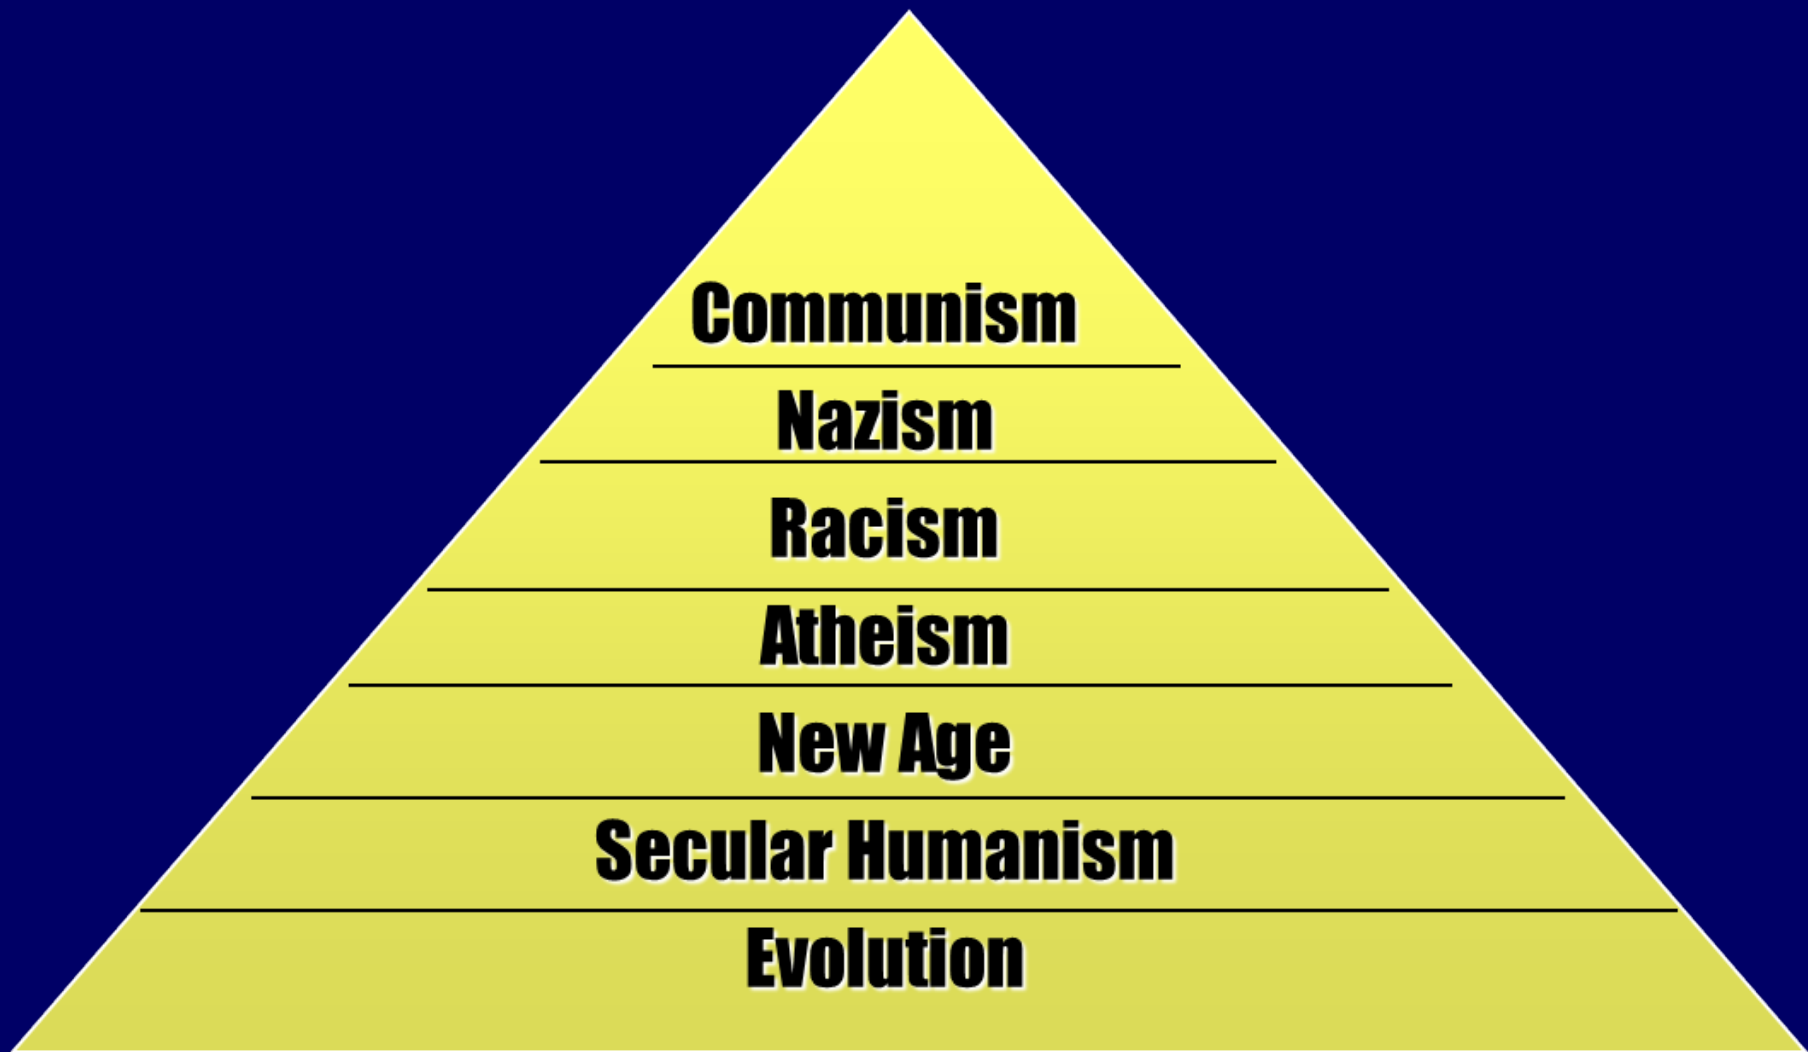 Communism
Nazism
Racism
Atheism
New Age
Secular Humanism
Evolution